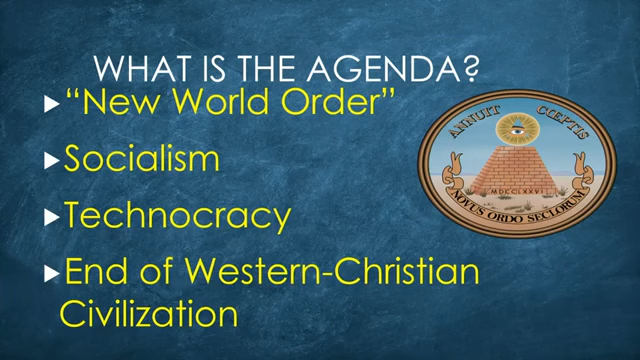 WHAT IS THE AGENDA?
“New World Order”
Socialism
Technocracy
End of Western-Christian
Civilization
ANNUIT CŒPTIS
MDCCLXXVI
NOVUS ORDO SECLORUM